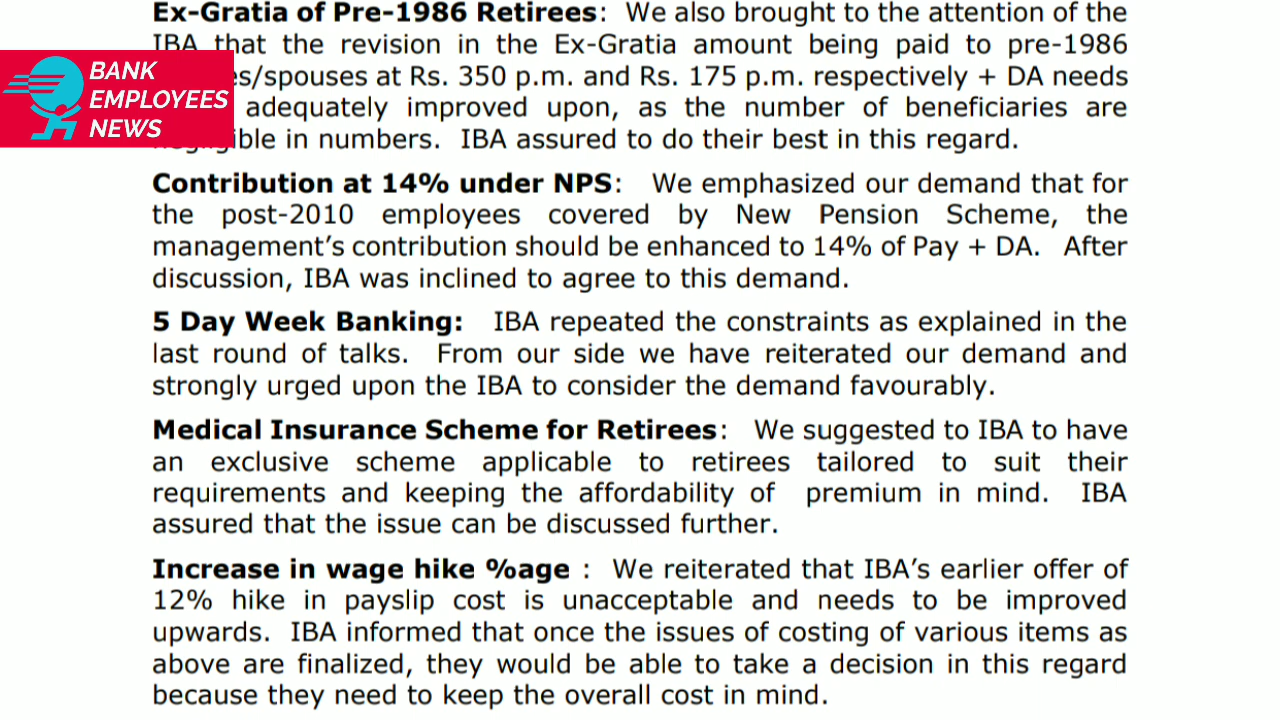 Ex-Gratia of Pre-1986 Retirees: We also brought to the attention of the
IBA that the revision in the Ex-Gratia amount being paid to pre-1986
es/spouses at Rs. 350 p.m. and Rs. 175 p.m. respectively + DA needs
adequately improved upon, as the number of beneficiaries are
ible in numbers. IBA assured to do their best in this regard.
BANK
EMPLOYEES
NEWS
Contribution at 14% under NPS: We emphasized our demand that for
the post-2010 employees covered by New Pension Scheme, the
management's contribution should be enhanced to 14% of Pay + DA. After
discussion, IBA was inclined to agree to this demand.
5 Day Week Banking: IBA repeated the constraints as explained in the
last round of talks. From our side we have reiterated our demand and
strongly urged upon the IBA to consider the demand favourably.
Medical Insurance Scheme for Retirees: We suggested to IBA to have
an exclusive scheme applicable to retirees tailored to suit their
requirements and keeping the affordability of premium in mind. IBA
assured that the issue can be discussed further.
Increase in wage hike %age : We reiterated that IBA's earlier offer of
12% hike in payslip cost is unacceptable and needs to be improved
upwards. IBA informed that once the issues of costing of various items as
above are finalized, they would be able to take a decision in this regard
because they need to keep the overall cost in mind.